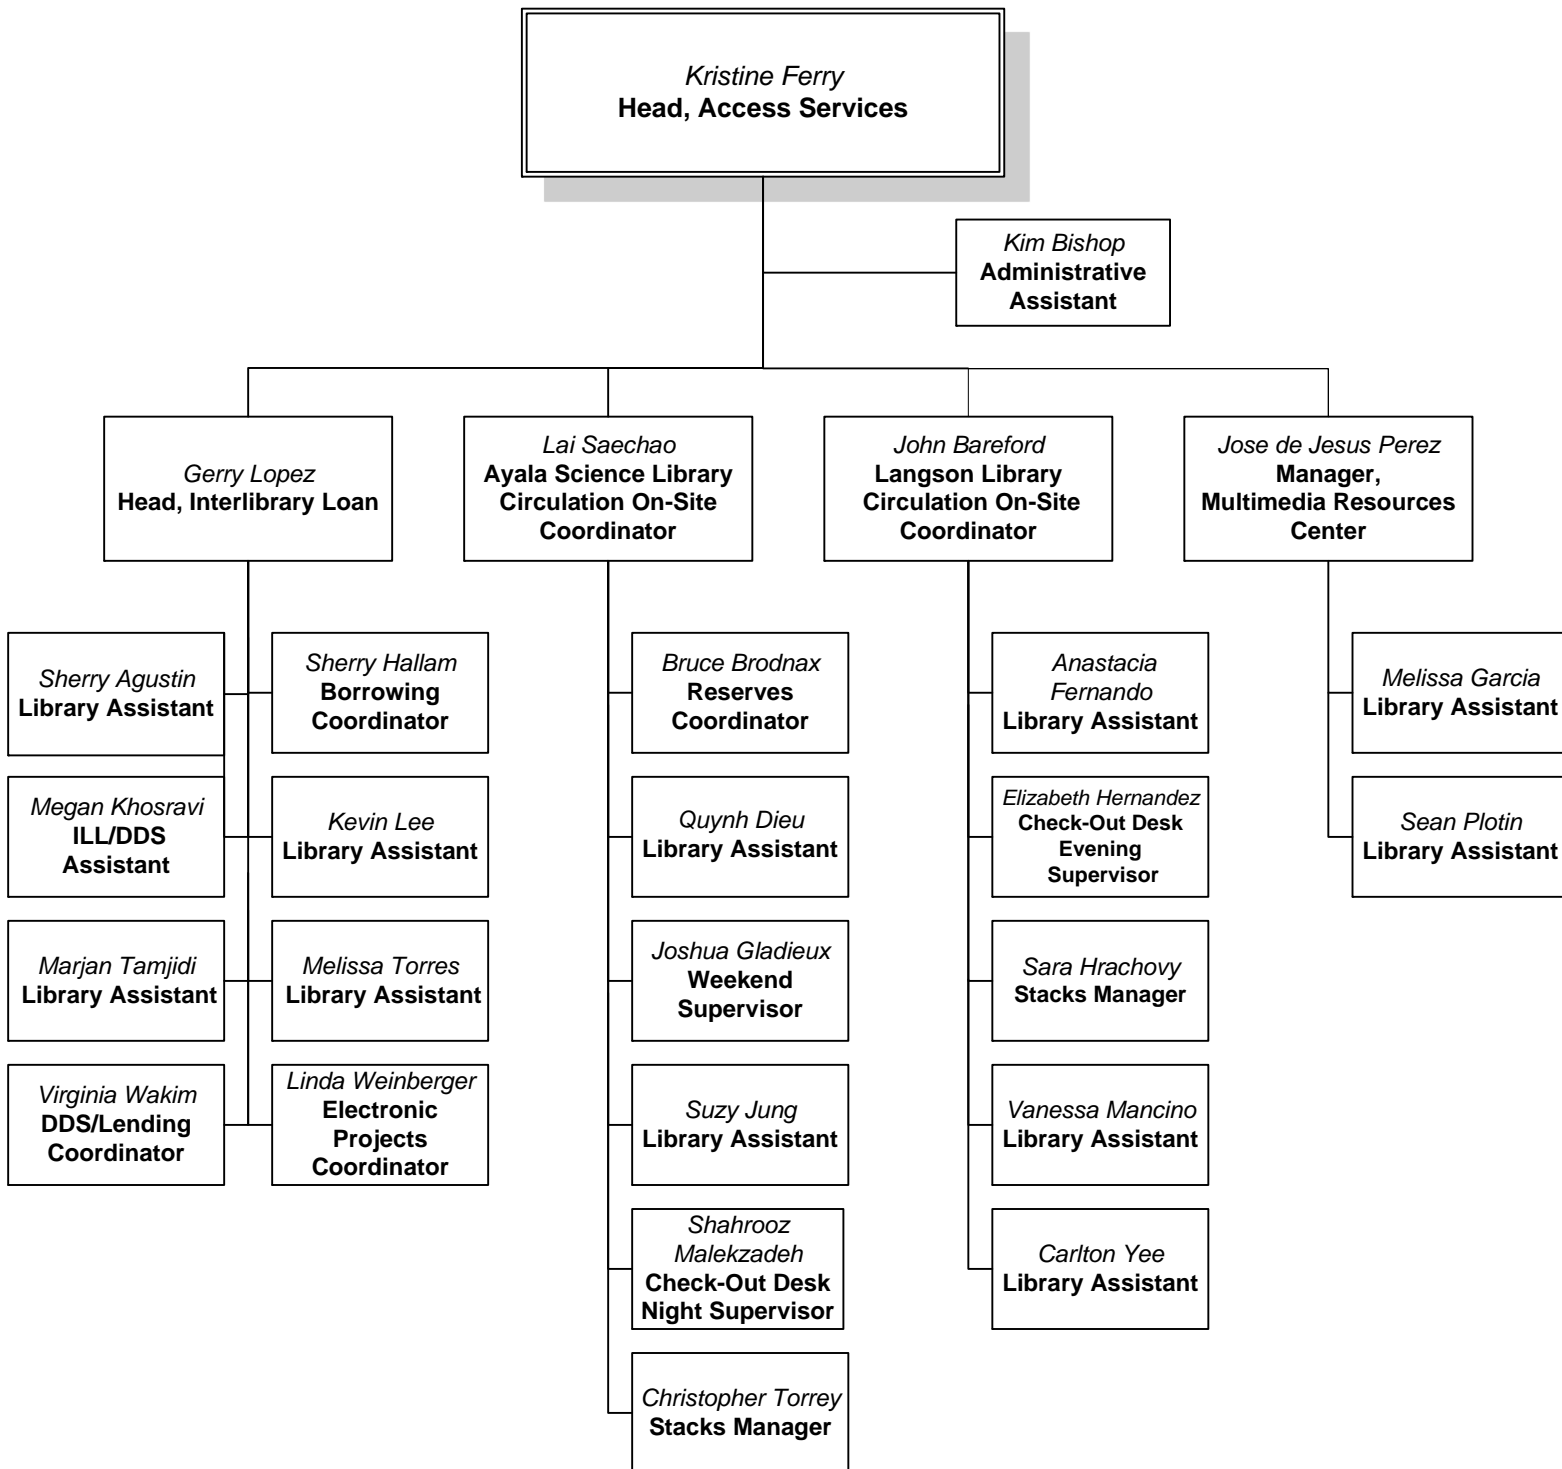 Kristine Ferry
Head, Access Services
Kim Bishop
Administrative
Assistant
Gerry Lopez
Head, Interlibrary Loan
Lai Saechao
Ayala Science Library
Circulation On-Site
Coordinator
John Bareford
Langson Library
Circulation On-Site
Coordinator
Jose de Jesus Perez
Manager,
Multimedia Resources
Center
Sherry Agustin
Library Assistant
Sherry Hallam
Borrowing
Coordinator
Bruce Brodnax
Reserves
Coordinator
Anastacia
Fernando
Library Assistant
Melissa Garcia
Library Assistant
Megan Khosravi
ILL/DDS
Assistant
Kevin Lee
Library Assistant
Quynh Dieu
Library Assistant
Elizabeth Hernandez
Check-Out Desk
Evening
Supervisor
Sean Plotin
Library Assistant
Marjan Tamjidi
Library Assistant
Melissa Torres
Library Assistant
Joshua Gladieux
Weekend
Supervisor
Sara Hrachovy
Stacks Manager
Virginia Wakim
DDS/Lending
Coordinator
Linda Weinberger
Electronic
Projects
Coordinator
Suzy Jung
Library Assistant
Vanessa Mancino
Library Assistant
Shahrooz
Malekzadeh
Check-Out Desk
Night Supervisor
Carlton Yee
Library Assistant
Christopher Torrey
Stacks Manager